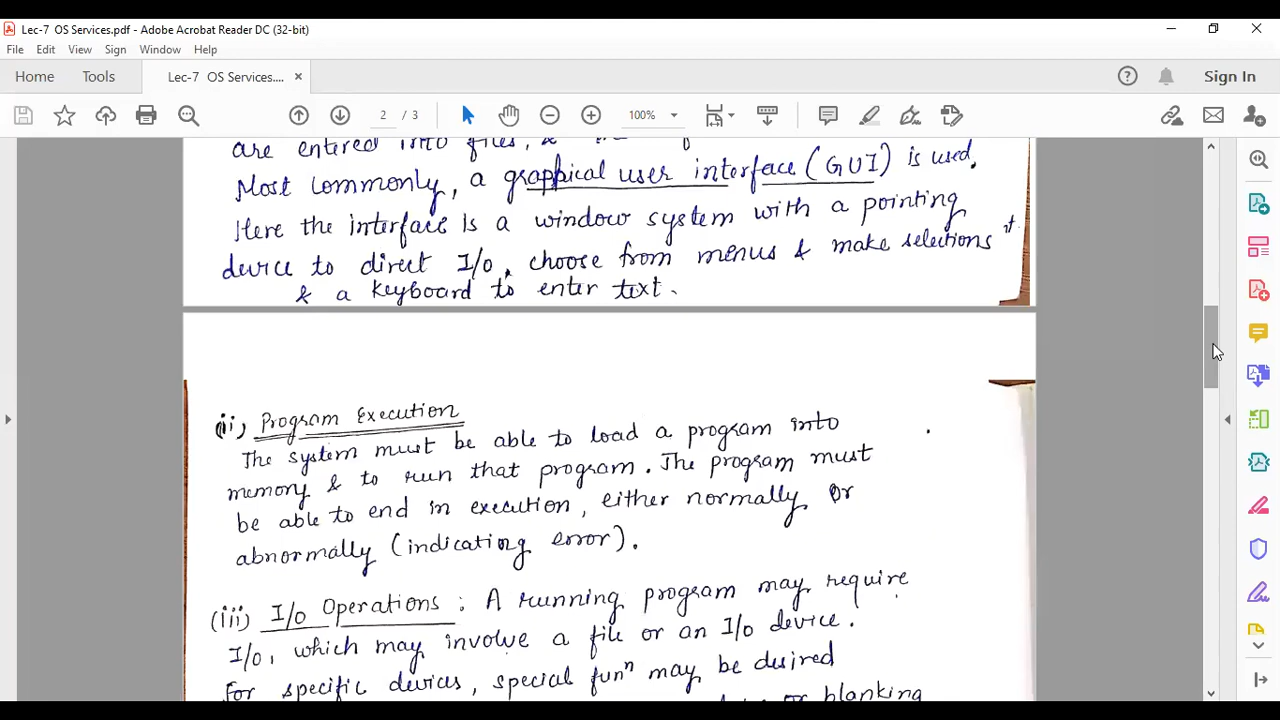 Lec-7 OS Services.pdf - Adobe Acrobat Reader DC (32-bit)
File Edit View Sign Window Help
Home Tools Lec-7 OS Services.... × Sign In
2 / 3 100%
are entered into files, &
Most commonly, a graphical user interface (GUI) is used.
Here the interface is a window system with a pointing
device to direct I/O, choose from menus & make selections
& a keyboard to enter text.
(ii) Program Execution
The system must be able to load a program into
memory & to run that program. The program must
be able to end in execution, either normally or
abnormally (indicating error).
(iii) I/o Operations : A running program may require
I/o, which may involve a file or an I/o device.
For specific devices, special funⁿ may be desired
or blanking